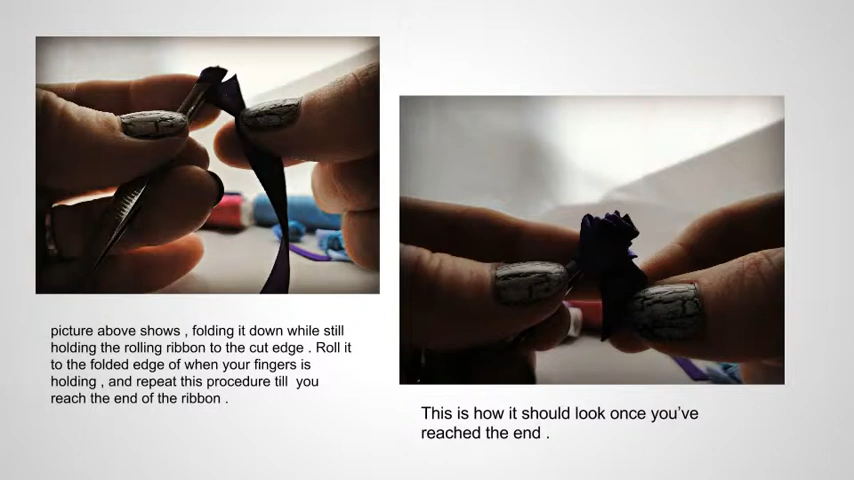 picture above shows , folding it down while still
holding the rolling ribbon to the cut edge . Roll it
to the folded edge of when your fingers is
holding , and repeat this procedure till  you
reach the end of the ribbon .
This is how it should look once you’ve
reached the end .